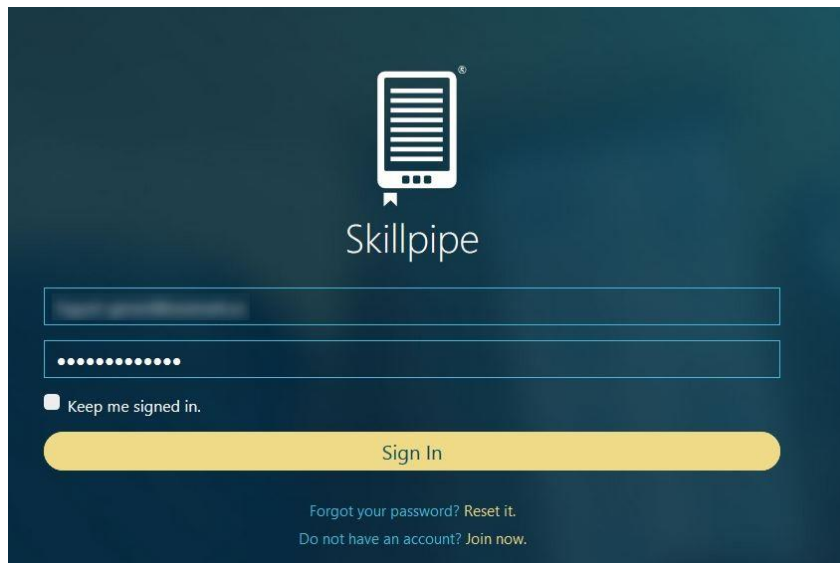 ®
Skillpipe
•••••••••••••
Keep me signed in.
Sign In
Forgot your password? Reset it.
Do not have an account? Join now.